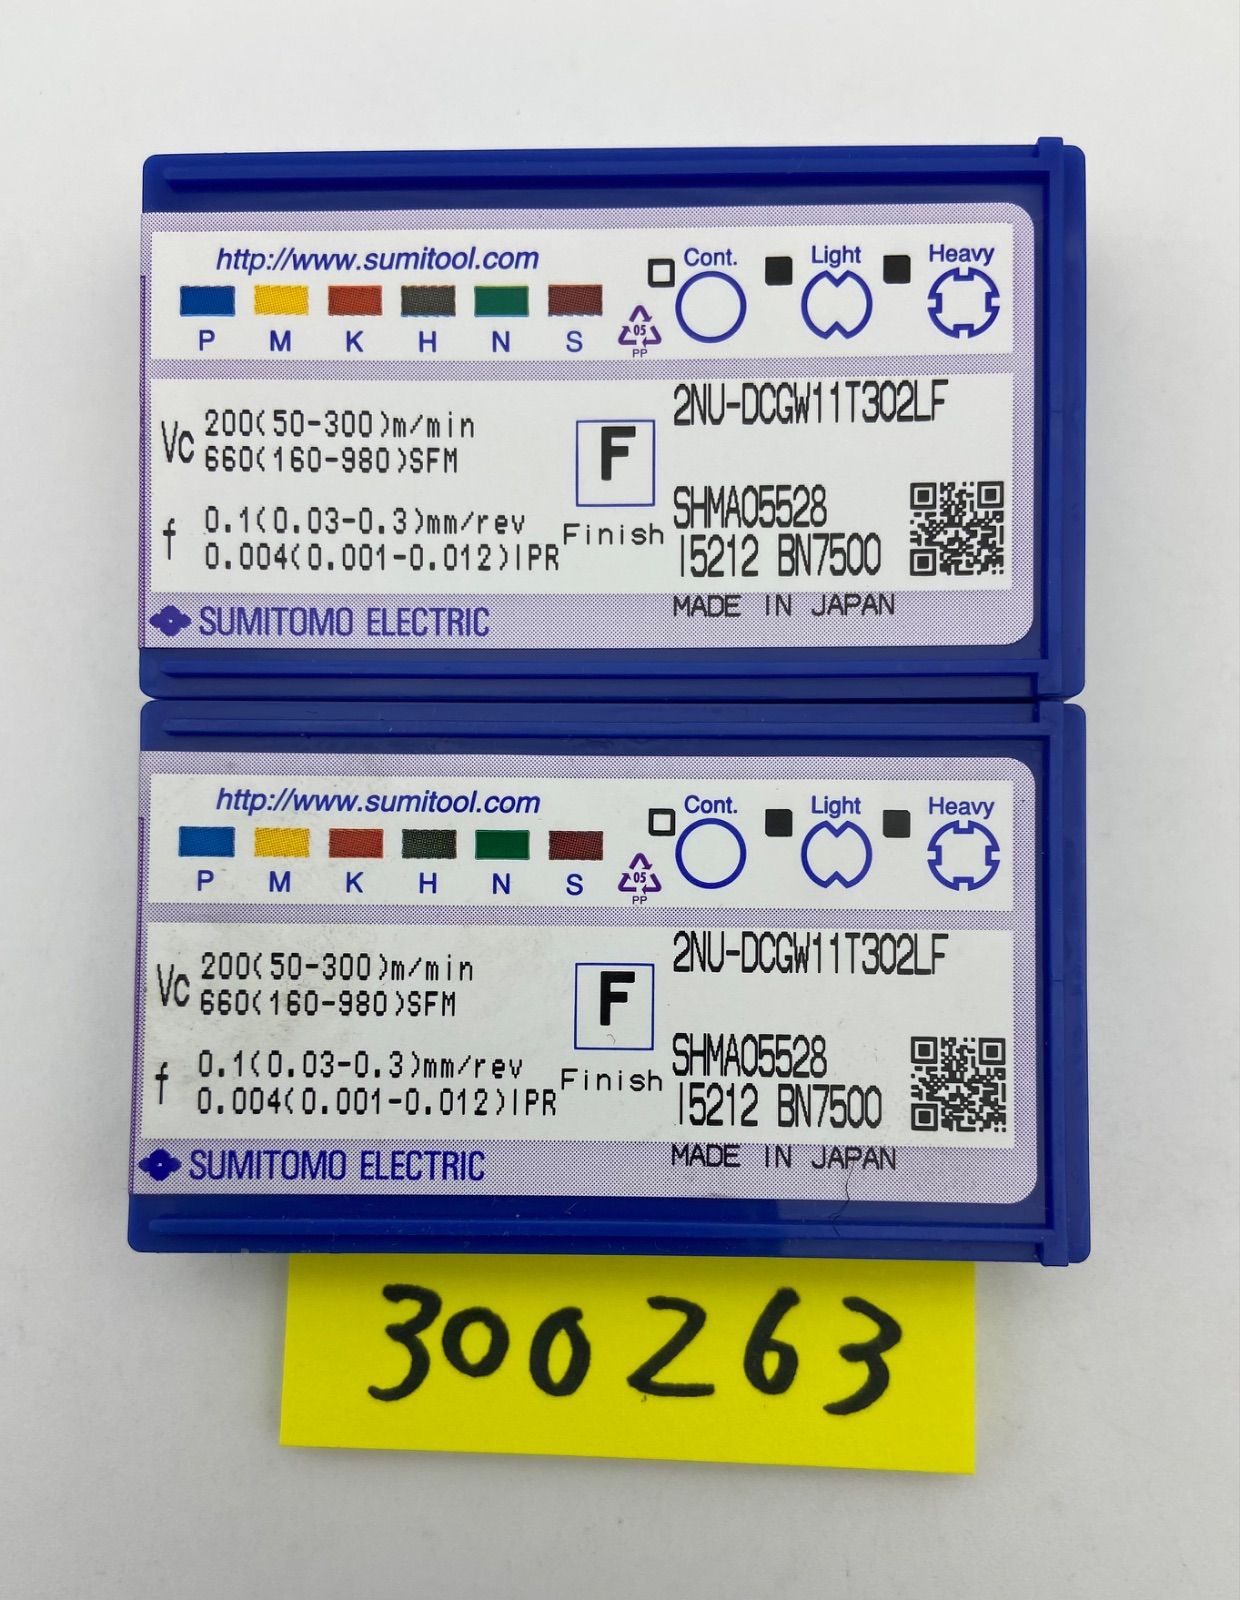 http://www.sumitool.com
Cont. Light Heavy
P M K H N S
05
PP
2NU-DCGW11T302LF
Vc 200(50-300)m/min
660(160-980)SFM
F
Finish
f 0.1(0.03-0.3)mm/rev
0.004(0.001-0.012)IPR
SHMA05528
I5212 BN7500
SUMITOMO ELECTRIC
MADE IN JAPAN
http://www.sumitool.com
Cont. Light Heavy
P M K H N S
05
PP
2NU-DCGW11T302LF
Vc 200(50-300)m/min
660(160-980)SFM
F
Finish
f 0.1(0.03-0.3)mm/rev
0.004(0.001-0.012)IPR
SHMA05528
I5212 BN7500
SUMITOMO ELECTRIC
MADE IN JAPAN
300263